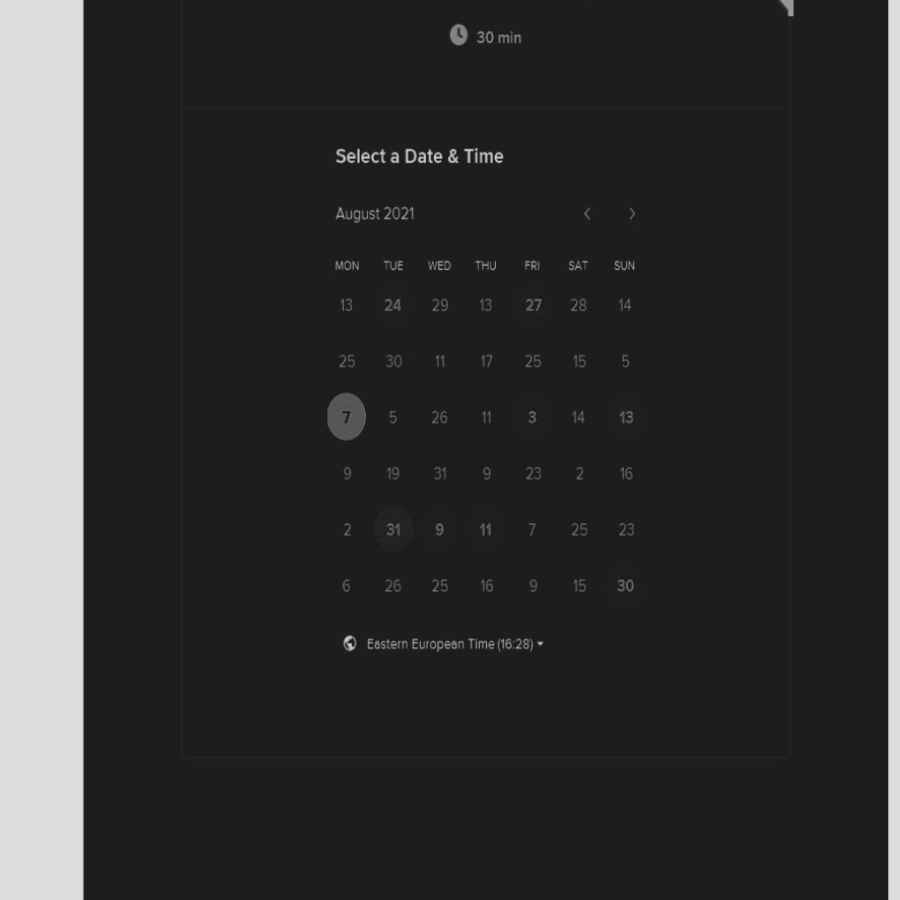 30 min
Select a Date & Time
August 2021
MON TUE WED THU FRI SAT SUN
13 24 29 13 27 28 14
25 30 11 17 25 15 5
7 5 26 11 3 14 13
9 19 31 9 23 2 16
2 31 9 11 7 25 23
6 26 25 16 9 15 30
Eastern European Time (16:28)